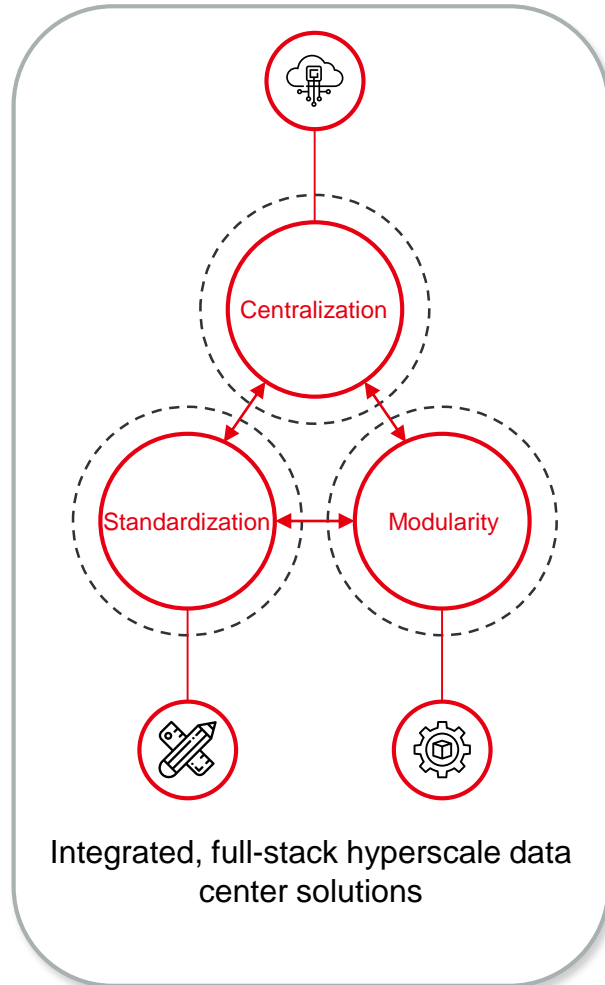 Centralization
Standardization
Modularity
Integrated, full-stack hyperscale data
center solutions